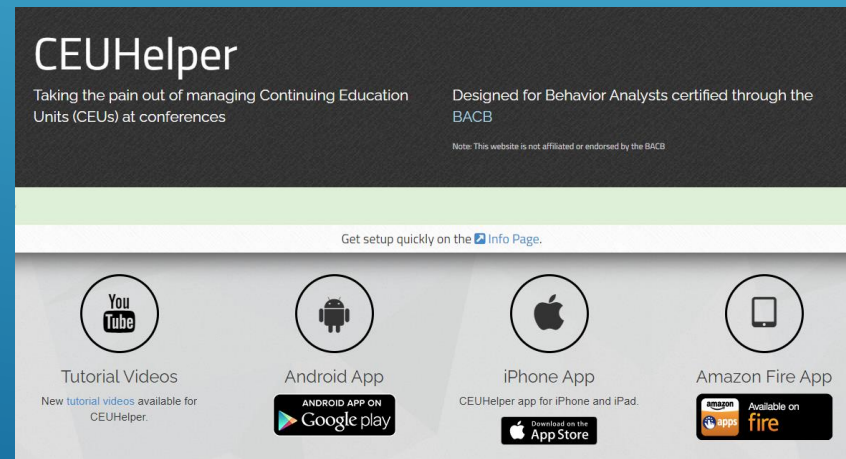 CEUHelper
Taking the pain out of managing Continuing Education
Units (CEUs) at conferences
Designed for Behavior Analysts certified through the
BACB
Note: This website is not affiliated or endorsed by the BACB
Get setup quickly on the Info Page.
You
Tube
Tutorial Videos
New tutorial videos available for
CEUHelper.
Android App
ANDROID APP ON
Google play
iPhone App
CEUHelper app for iPhone and iPad.
Download on the
App Store
Amazon Fire App
amazon
apps
Available on
fire